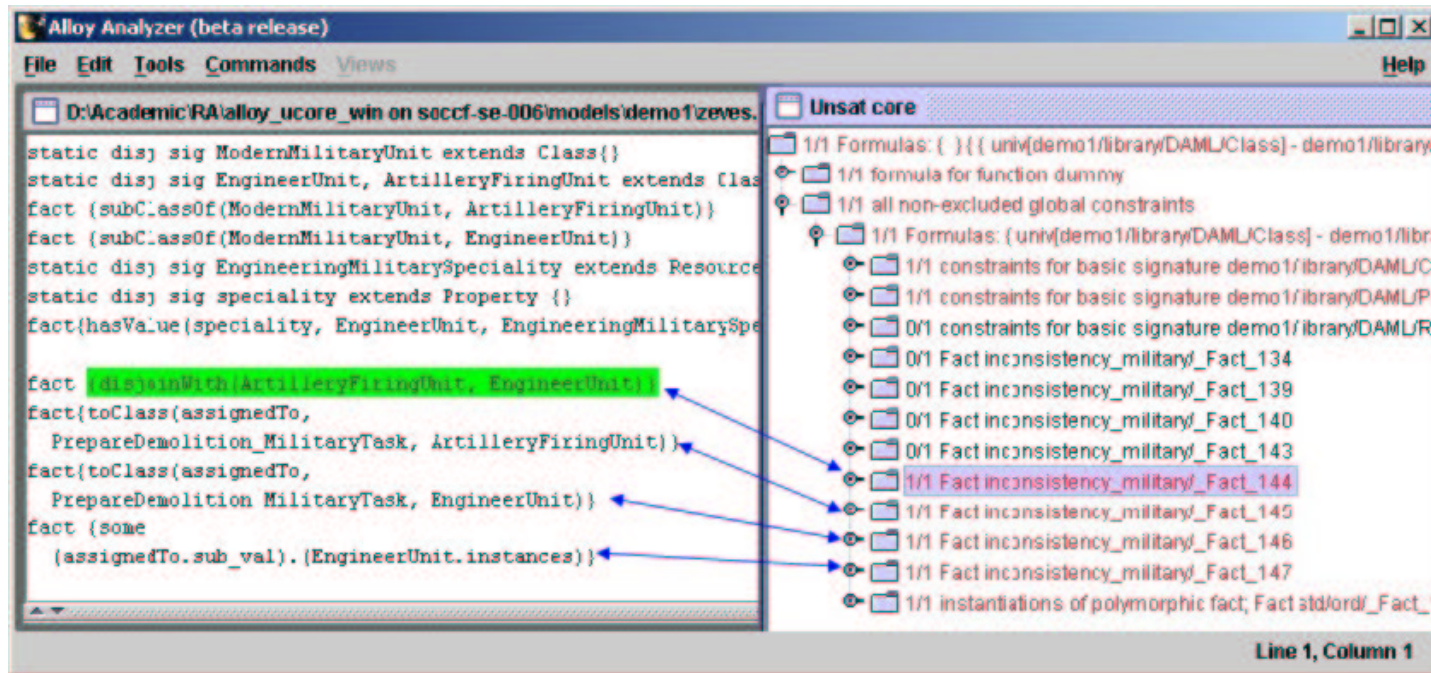 Alloy Analyzer (beta release)
File Edit Tools Commands Views Help
D:\Academic\RA\alloy_ucore_win on soccf-se-006\models\demo1\zeves.
static disj sig ModernMilitaryUnit extends Class{}
static disj sig EngineerUnit, ArtilleryFiringUnit extends Clas
fact {subClassOf(ModernMilitaryUnit, ArtilleryFiringUnit)}
fact {subClassOf(ModernMilitaryUnit, EngineerUnit)}
static disj sig EngineeringMilitarySpeciality extends Resource
static disj sig speciality extends Property {}
fact{hasValue(speciality, EngineerUnit, EngineeringMilitarySpe
fact {disjoinWith(ArtilleryFiringUnit, EngineerUnit)}
fact{toClass(assignedTo,
PrepareDemolition_MilitaryTask, ArtilleryFiringUnit)}
fact{toClass(assignedTo,
PrepareDemolition MilitaryTask, EngineerUnit)}
fact {some
(assignedTo.sub_val).(EngineerUnit.instances)}
Unsat core
1/1 Formulas: { }{{ univ[demo1/library/DAML/Class] - demo1/library/
1/1 formula for function dummy
1/1 all non-excluded global constraints
1/1 Formulas: { univ[demo1/library/DAML/Class] - demo1/libr
1/1 constraints for basic signature demo1/library/DAML/C
1/1 constraints for basic signature demo1/library/DAML/P
0/1 constraints for basic signature demo1/library/DAML/R
0/1 Fact inconsistency_military/_Fact_134
0/1 Fact inconsistency_military/_Fact_139
0/1 Fact inconsistency_military/_Fact_140
0/1 Fact inconsistency_military/_Fact_143
1/1 Fact inconsistency_military/_Fact_144
1/1 Fact inconsistency_military/_Fact_145
1/1 Fact inconsistency_military/_Fact_146
1/1 Fact inconsistency_military/_Fact_147
1/1 instantiations of polymorphic fact; Fact std/ord/_Fact_
Line 1, Column 1